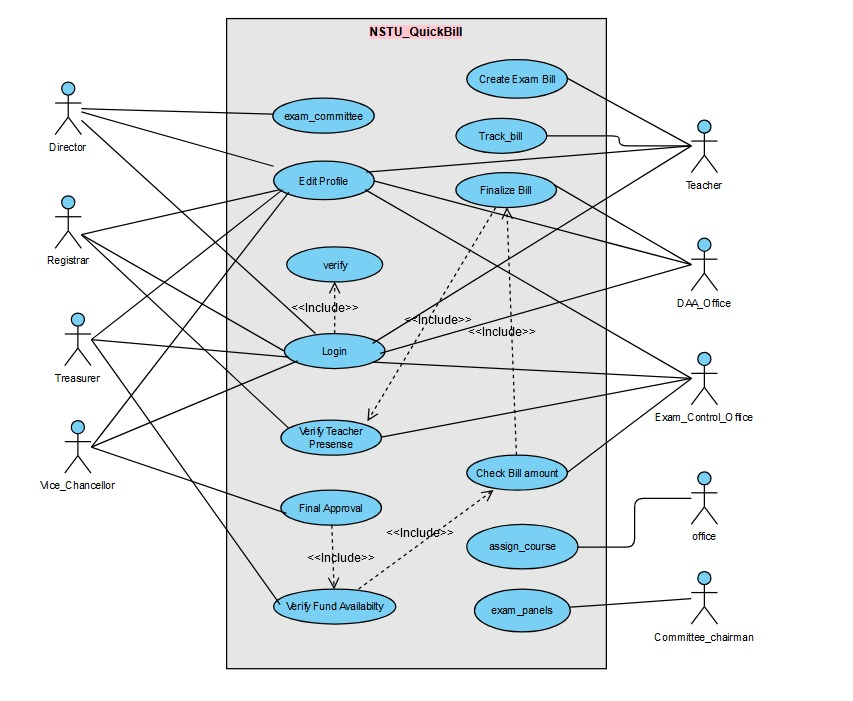 NSTU_QuickBill
Create Exam Bill
exam_committee
Track_bill
Director
Edit Profile
Teacher
Finalize Bill
Registrar
verify
DAA_Office
<<Include>>
<<Include>>
<<Include>>
Login
Treasurer
Exam_Control_Office
Verify Teacher
Presense
Check Bill amount
Vice_Chancellor
Final Approval
<<Include>>
office
assign_course
<<Include>>
Verify Fund Availabilty
exam_panels
Committee_chairman